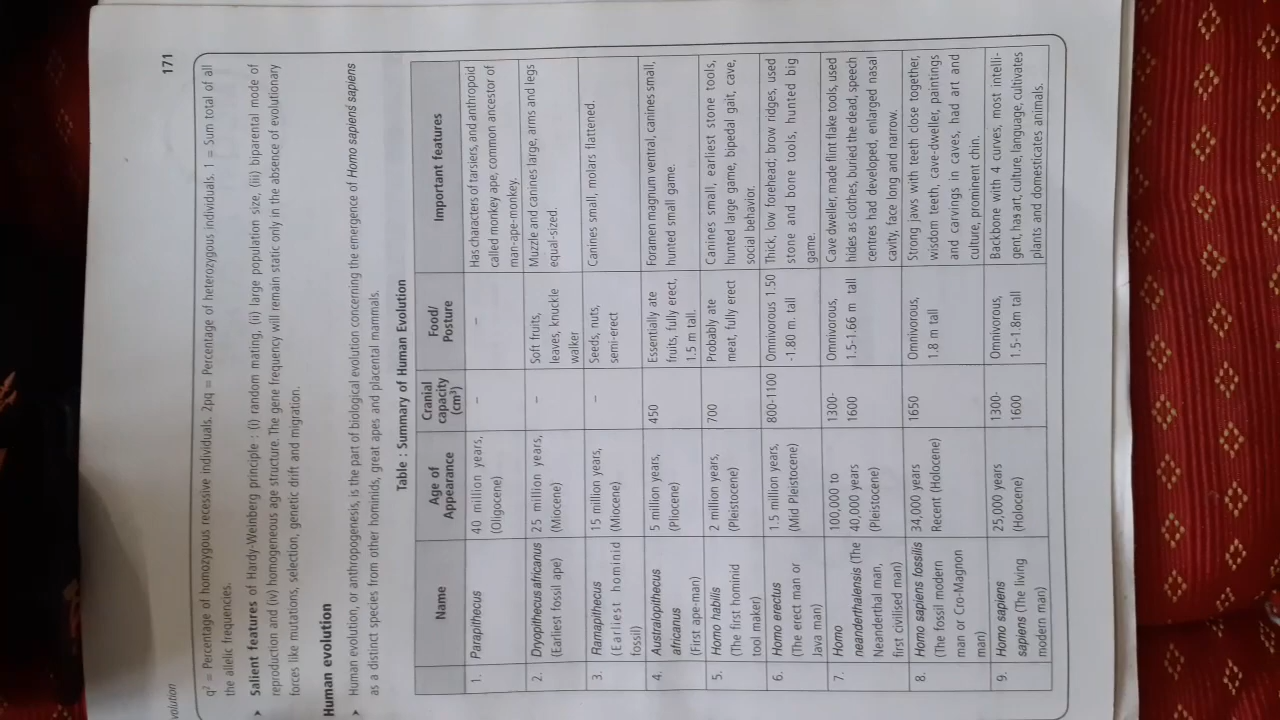 171
volution
q² = Percentage of homozygous recessive individuals. 2pq = Percentage of heterozygous individuals. 1 = Sum total of all
the allelic frequencies.
➤ Salient features of Hardy-Weinberg principle : (i) random mating, (ii) large population size, (iii) biparental mode of
reproduction and (iv) homogeneous age structure. The gene frequency will remain static only in the absence of evolutionary
forces like mutations, selection, genetic drift and migration.
Human evolution
➤ Human evolution, or anthropogenesis, is the part of biological evolution concerning the emergence of Homo sapiens sapiens
as a distinct species from other hominids, great apes and placental mammals.
Table : Summary of Human Evolution
Name
Age of
Appearance
Cranial
capacity
(cm³)
Food/
Posture
Important features
1.
Parapithecus
40 million years,
(Oligocene)
–
–
Has characters of tarsiers, and anthropoid
called monkey ape, common ancestor of
man-ape-monkey.
2.
Dryopithecus africanus
(Earliest fossil ape)
25 million years,
(Miocene)
–
Soft fruits,
leaves, knuckle
walker
Muzzle and canines large, arms and legs
equal-sized.
3.
Ramapithecus
(Earliest hominid
fossil)
15 million years,
(Miocene)
–
Seeds, nuts,
semi-erect
Canines small, molars flattened.
4.
Australopithecus
africanus
(First ape-man)
5 million years,
(Pliocene)
450
Essentially ate
fruits, fully erect,
1.5 m tall.
Foramen magnum ventral, canines small,
hunted small game.
5.
Homo habilis
(The first hominid
tool maker)
2 million years,
(Pleistocene)
700
Probably ate
meat, fully erect
Canines small, earliest stone tools,
hunted large game, bipedal gait, cave,
social behavior.
6.
Homo erectus
(The erect man or
Java man)
1.5 million years,
(Mid Pleistocene)
800-1100
Omnivorous 1.50
-1.80 m. tall
Thick, low forehead; brow ridges, used
stone and bone tools, hunted big
game.
7.
Homo
neanderthalensis (The
Neanderthal man,
first civilised man)
100,000 to
40,000 years
(Pleistocene)
1300-
1600
Omnivorous,
1.5-1.66 m tall
Cave dweller, made flint flake tools, used
hides as clothes, buried the dead, speech
centres had developed, enlarged nasal
cavity, face long and narrow.
8.
Homo sapiens fossilis
(The fossil modern
man or Cro-Magnon
man)
34,000 years
Recent (Holocene)
1650
Omnivorous,
1.8 m tall
Strong jaws with teeth close together,
wisdom teeth, cave-dweller, paintings
and carvings in caves, had art and
culture, prominent chin.
9.
Homo sapiens
sapiens (The living
modern man)
25,000 years
(Holocene)
1300-
1600
Omnivorous,
1.5-1.8m tall
Backbone with 4 curves, most intelli-
gent, has art, culture, language, cultivates
plants and domesticates animals.